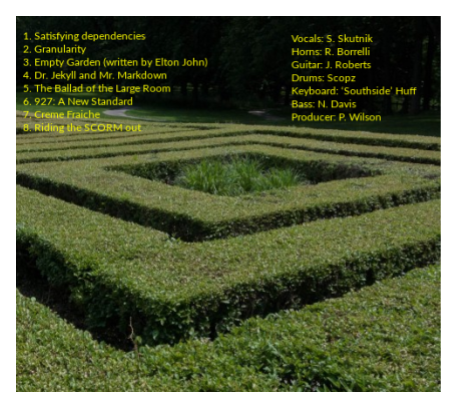 1. Satisfying dependencies
2. Granularity
3. Empty Garden (written by Elton John)
4. Dr. Jekyll and Mr. Markdown
5. The Ballad of the Large Room
6. 927: A New Standard
7. Creme Fraiche
8. Riding the SCORM out
Vocals: S. Skutnik
Horns: R. Borrelli
Guitar: J. Roberts
Drums: Scopz
Keyboard: 'Southside' Huff
Bass: N. Davis
Producer: P. Wilson